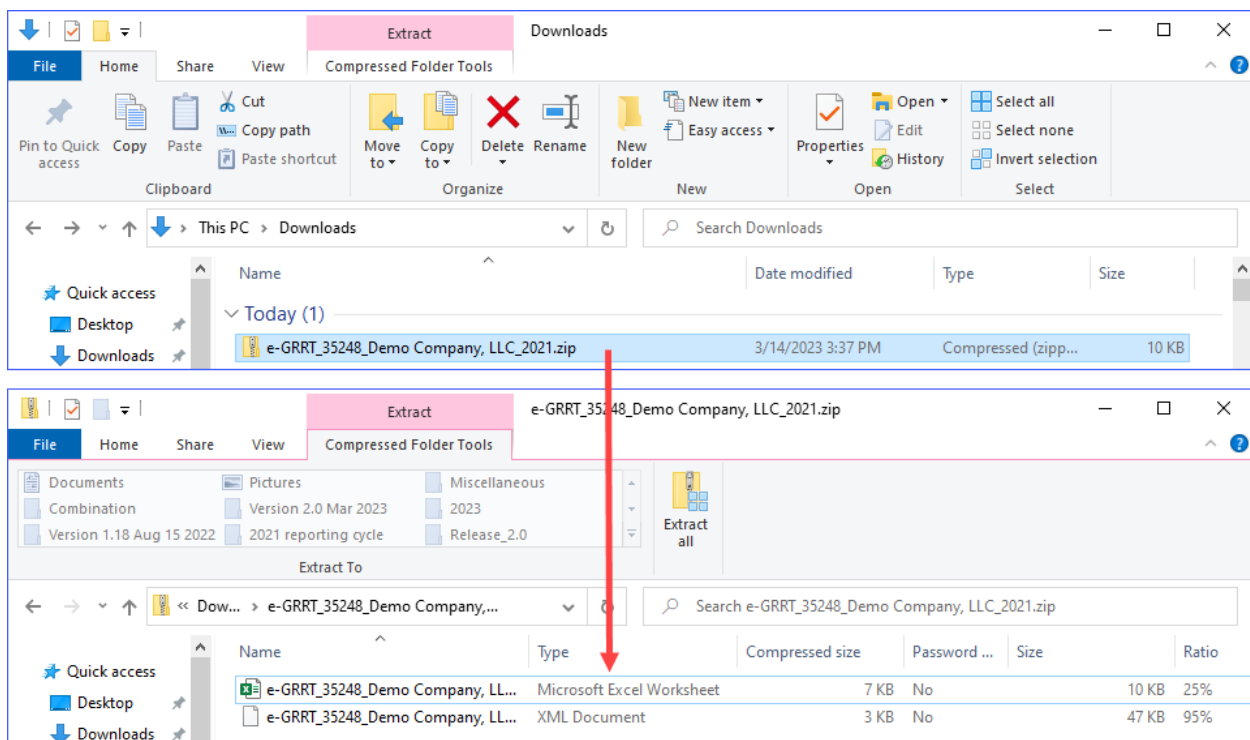 Extract Downloads
File Home Share View Compressed Folder Tools
Pin to Quick access Copy Paste Cut Copy path Paste shortcut Move to Copy to Delete Rename New folder New item Easy access Properties Open Edit History Select all Select none Invert selection
Clipboard Organize New Open Select
This PC > Downloads Search Downloads
Name Date modified Type Size
Quick access
Today (1)
Desktop
e-GRRT_35248_Demo Company, LLC_2021.zip 3/14/2023 3:37 PM Compressed (zipp... 10 KB
Downloads
Extract e-GRRT_35248_Demo Company, LLC_2021.zip
File Home Share View Compressed Folder Tools
Documents Pictures Miscellaneous
Combination Version 2.0 Mar 2023 2023
Version 1.18 Aug 15 2022 2021 reporting cycle Release_2.0
Extract all
Extract To
« Dow... > e-GRRT_35248_Demo Company,... Search e-GRRT_35248_Demo Company, LLC_2021.zip
Name Type Compressed size Password ... Size Ratio
Quick access
e-GRRT_35248_Demo Company, LL... Microsoft Excel Worksheet 7 KB No 10 KB 25%
Desktop
e-GRRT_35248_Demo Company, LL... XML Document 3 KB No 47 KB 95%
Downloads